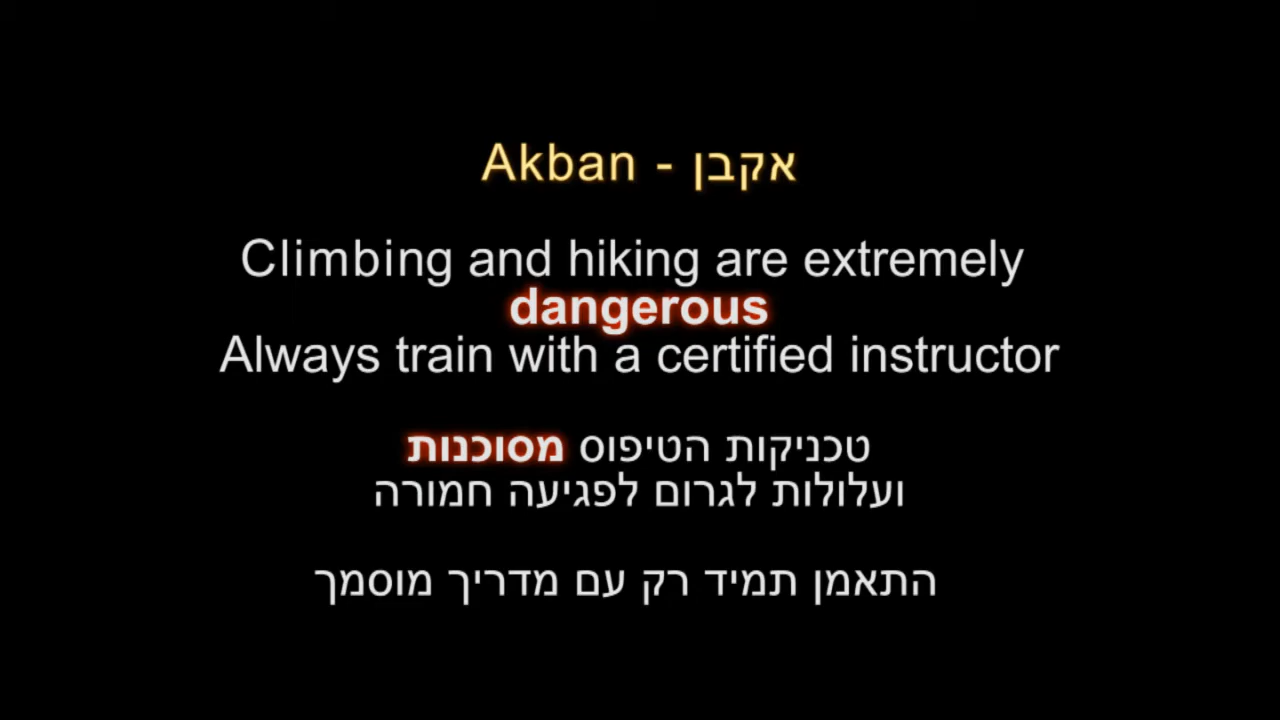 Akban - אקבן
Climbing and hiking are extremely
dangerous
Always train with a certified instructor
טכניקות הטיפוס מסוכנות
ועלולות לגרום לפגיעה חמורה
התאמן תמיד רק עם מדריך מוסמך